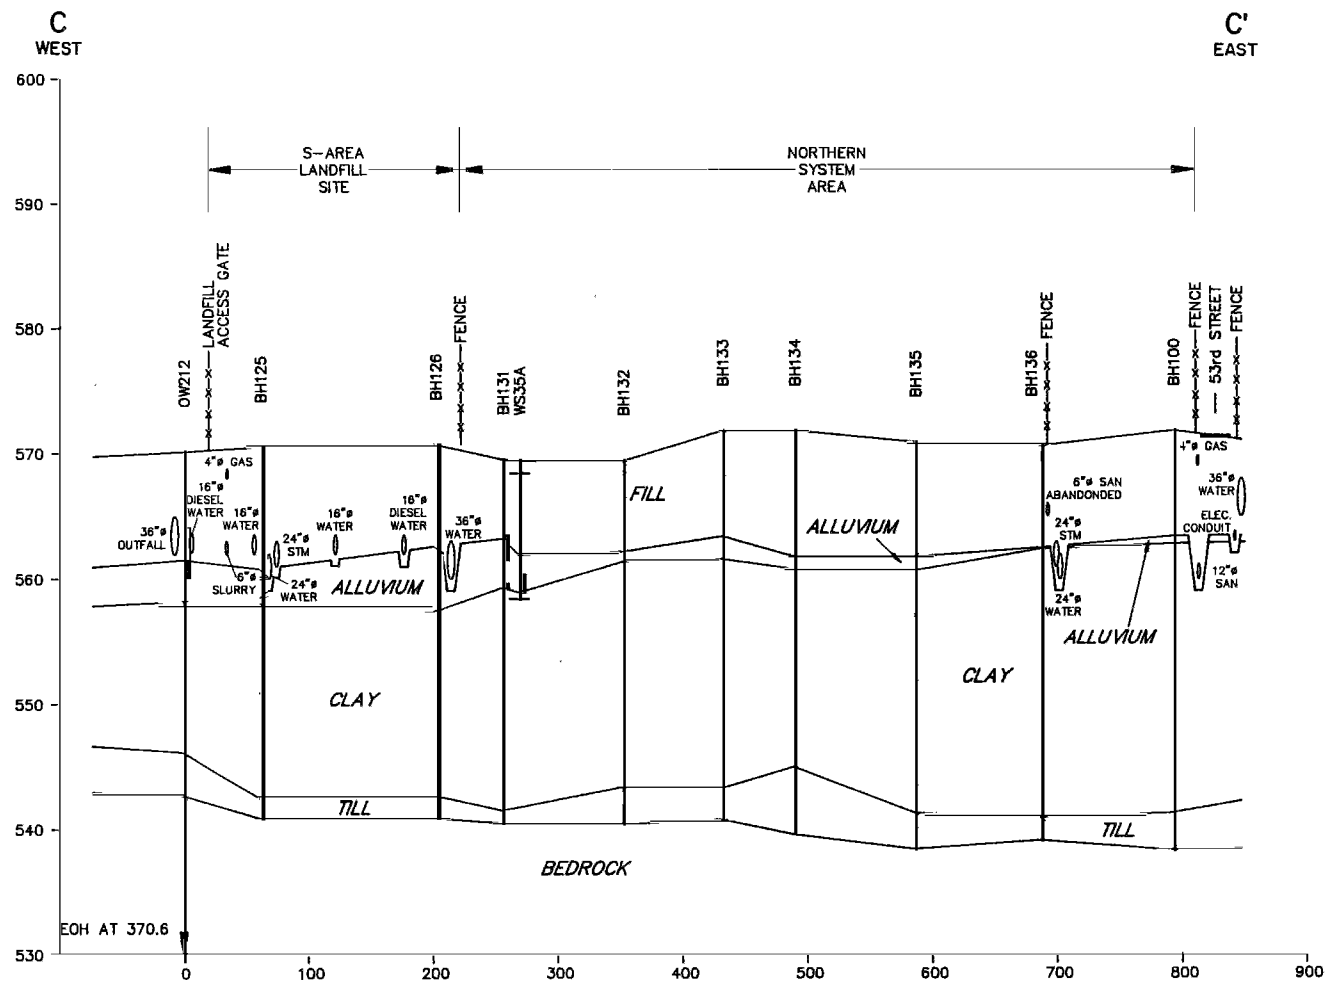 C
WEST
C'
EAST
600
590
580
570
560
550
540
530
S-AREA
LANDFILL
SITE
NORTHERN
SYSTEM
AREA
OW212
LANDFILL
ACCESS GATE
BH125
BH126
FENCE
BH131
WS35A
BH132
BH133
BH134
BH135
BH136
FENCE
BH100
FENCE
53rd STREET
FENCE
4"ø GAS
16"ø
DIESEL
WATER
36"ø
OUTFALL
16"ø
WATER
6"ø
SLURRY
24"ø
STM
24"ø
WATER
16"ø
WATER
16"ø
DIESEL
WATER
36"ø
WATER
FILL
ALLUVIUM
ALLUVIUM
6"ø SAN
ABANDONDED
24"ø
STM
24"ø
WATER
ALLUVIUM
4"ø GAS
36"ø
WATER
ELEC.
CONDUIT
12"ø
SAN
CLAY
CLAY
TILL
TILL
BEDROCK
EOH AT 370.6
0
100
200
300
400
500
600
700
800
900